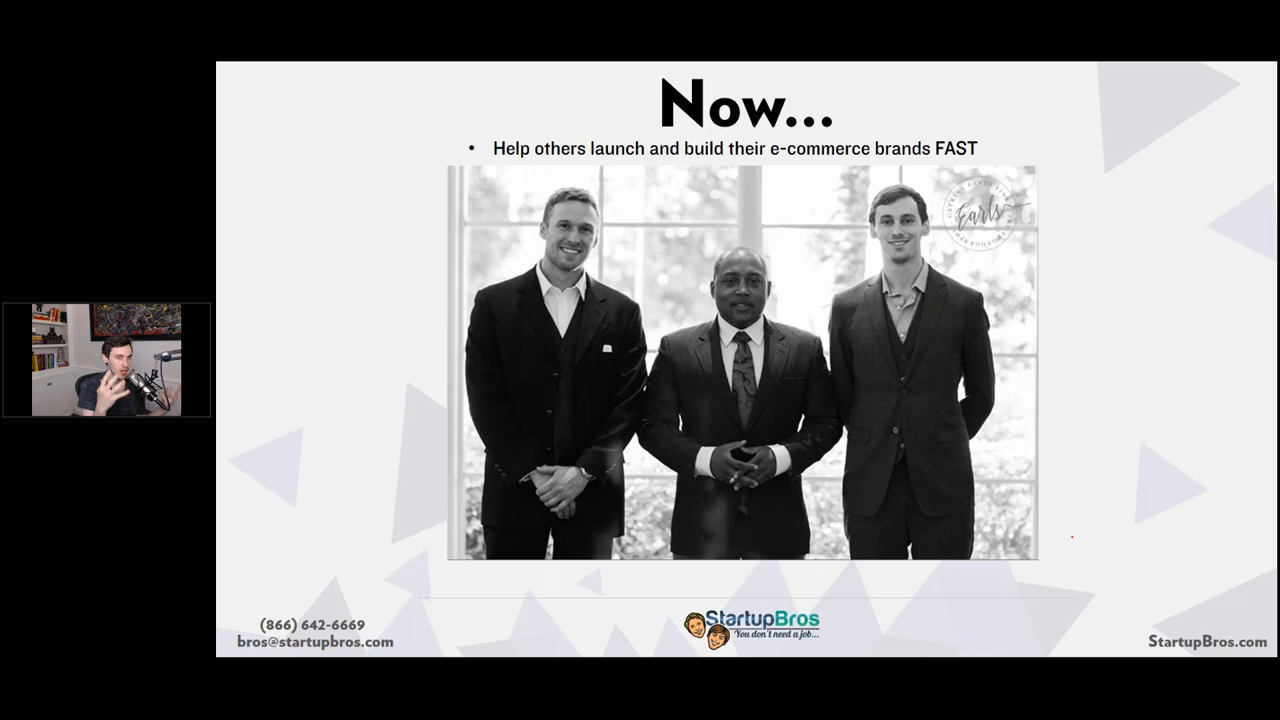 Now...
• Help others launch and build their e-commerce brands FAST
Earls
(866) 642-6669
bros@startupbros.com
StartupBros
You don't need a job...
StartupBros.com